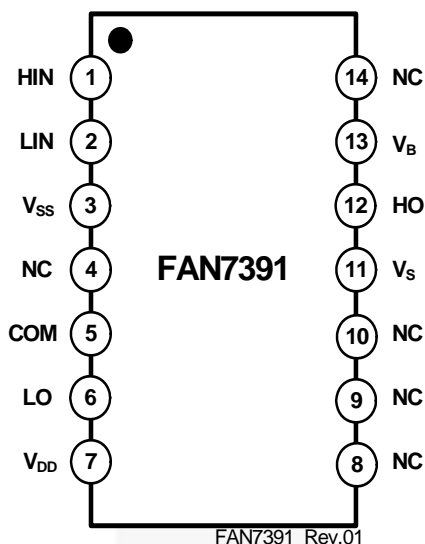 HIN 1 14 NC
LIN 2 13 VB
VSS 3 12 HO
NC 4 FAN7391 11 VS
COM 5 10 NC
LO 6 9 NC
VDD 7 8 NC
FAN7391 Rev.01